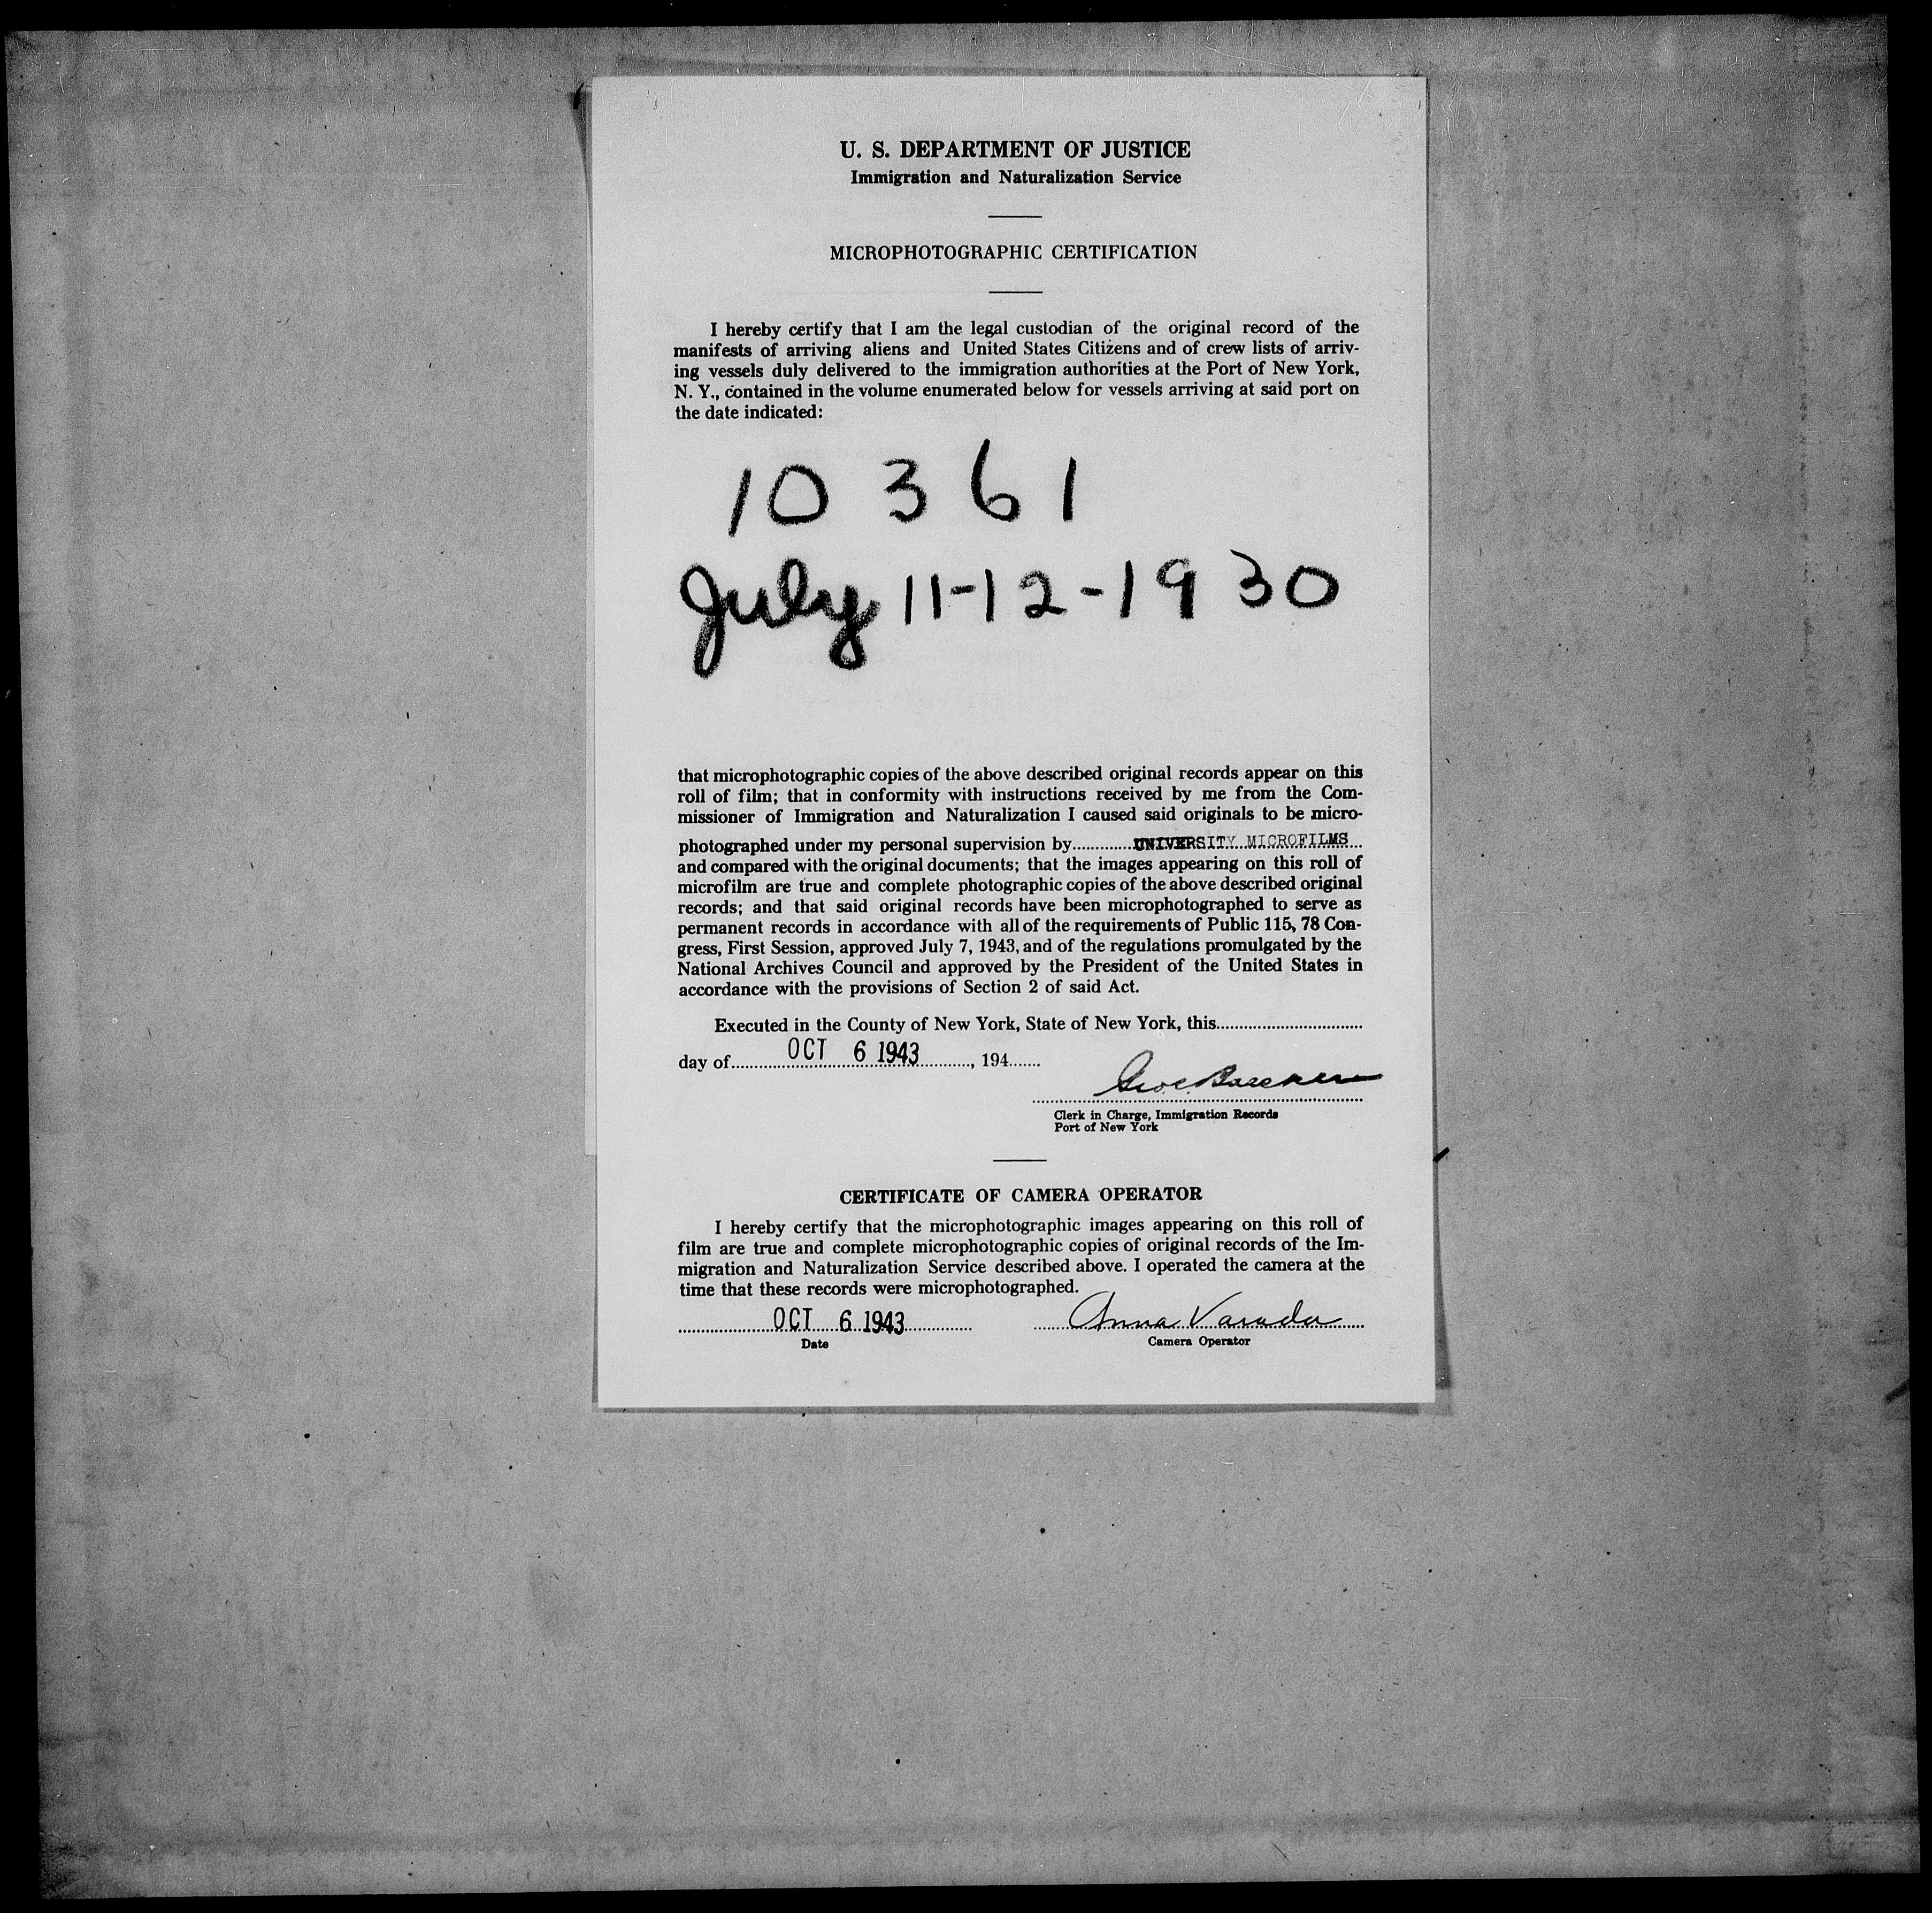 U. S. DEPARTMENT OF JUSTICE
Immigration and Naturalization Service
MICROPHOTOGRAPHIC CERTIFICATION
I hereby certify that I am the legal custodian of the original record of the
manifests of arriving aliens and United States Citizens and of crew lists of arriv-
ing vessels duly delivered to the immigration authorities at the Port of New York,
N. Y., contained in the volume enumerated below for vessels arriving at said port on
the date indicated:
10 361
July 11-12-1930
that microphotographic copies of the above described original records appear on this
roll of film; that in conformity with instructions received by me from the Com-
missioner of Immigration and Naturalization I caused said originals to be micro-
photographed under my personal supervision by UNIVERSITY MICROFILMS
and compared with the original documents; that the images appearing on this roll of
microfilm are true and complete photographic copies of the above described original
records; and that said original records have been microphotographed to serve as
permanent records in accordance with all of the requirements of Public 115, 78 Con-
gress, First Session, approved July 7, 1943, and of the regulations promulgated by the
National Archives Council and approved by the President of the United States in
accordance with the provisions of Section 2 of said Act.
Executed in the County of New York, State of New York, this
day of OCT 6 1943, 194
Clerk in Charge, Immigration Records
Port of New York
CERTIFICATE OF CAMERA OPERATOR
I hereby certify that the microphotographic images appearing on this roll of
film are true and complete microphotographic copies of original records of the Im-
migration and Naturalization Service described above. I operated the camera at the
time that these records were microphotographed.
OCT 6 1943 Anna Varada
Date Camera Operator